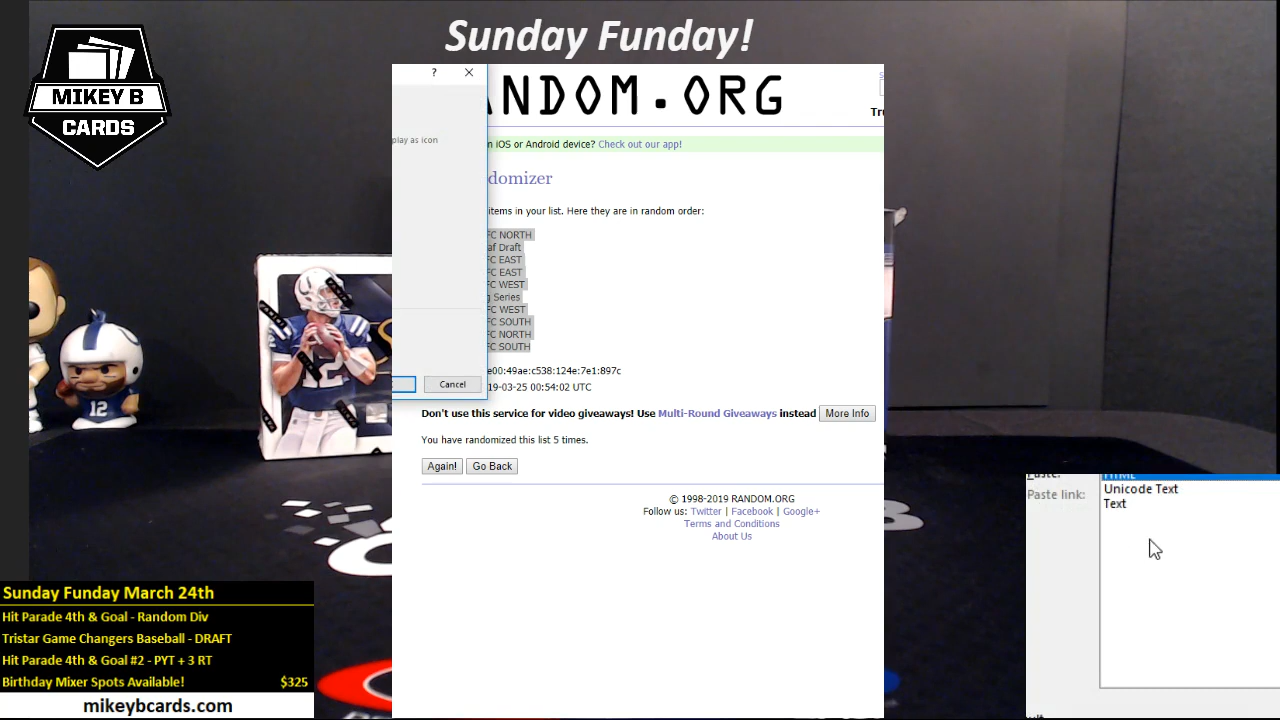 Sunday Funday!
MIKEY B
CARDS
?
play as icon
Cancel
NDOM.ORG
Tru
n iOS or Android device? Check out our app!
domizer
items in your list. Here they are in random order:
FC NORTH
af Draft
FC EAST
FC EAST
FC WEST
g Series
FC WEST
FC SOUTH
FC NORTH
FC SOUTH
e00:49ae:c538:124e:7e1:897c
19-03-25 00:54:02 UTC
Don't use this service for video giveaways! Use Multi-Round Giveaways instead More Info
You have randomized this list 5 times.
Again! Go Back
© 1998-2019 RANDOM.ORG
Follow us: Twitter | Facebook | Google+
Terms and Conditions
About Us
HTML
Paste link:
Unicode Text
Text
12
12
Sunday Funday March 24th
Hit Parade 4th & Goal - Random Div
Tristar Game Changers Baseball - DRAFT
Hit Parade 4th & Goal #2 - PYT + 3 RT
Birthday Mixer Spots Available! $325
mikeybcards.com